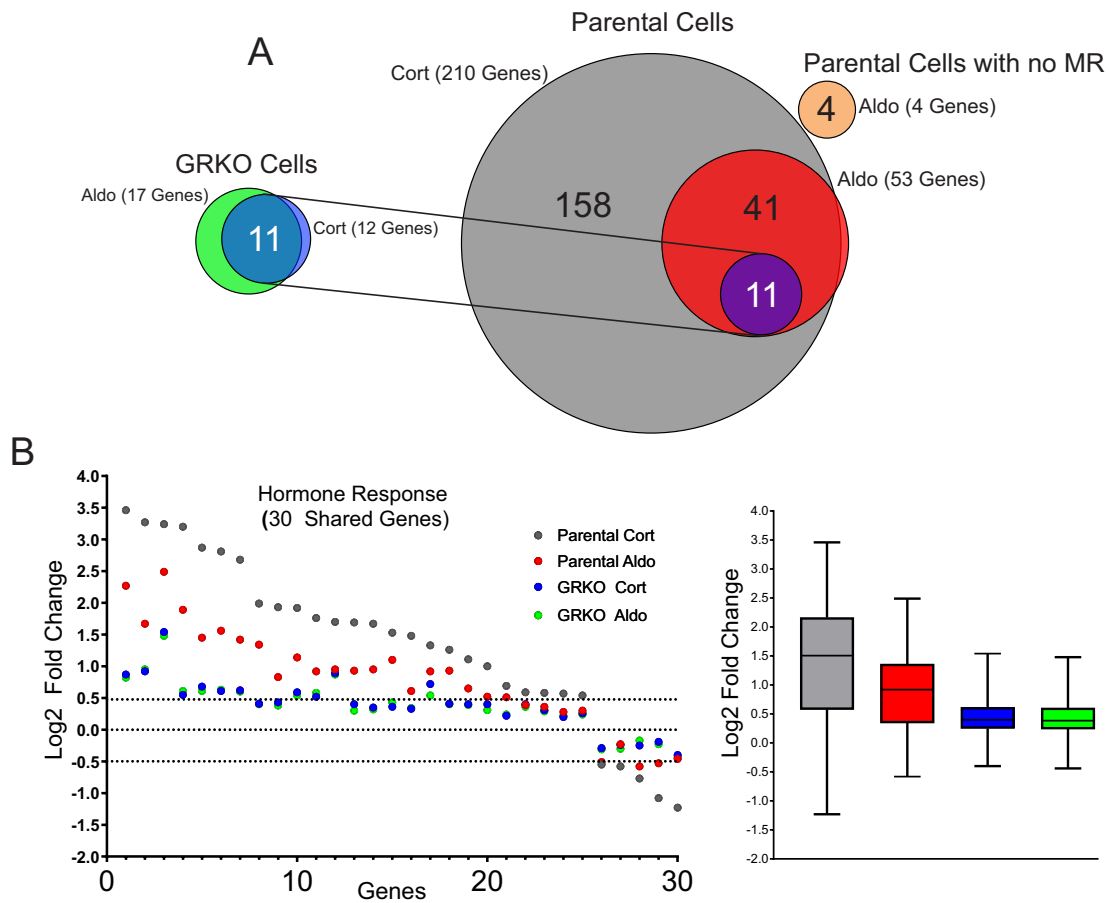 A
Parental Cells
Cort (210 Genes)
Parental Cells with no MR
4
Aldo (4 Genes)
GRKO Cells
Aldo (17 Genes)
11
Cort (12 Genes)
158
41
Aldo (53 Genes)
11
B
Hormone Response
(30 Shared Genes)
Parental Cort
Parental Aldo
GRKO Cort
GRKO Aldo
Log2 Fold Change
4.0
3.5
3.0
2.5
2.0
1.5
1.0
0.5
0.0
-0.5
-1.0
-1.5
-2.0
0
10
20
30
Genes
Log2 Fold Change
4.0
3.5
3.0
2.5
2.0
1.5
1.0
0.5
0.0
-0.5
-1.0
-1.5
-2.0